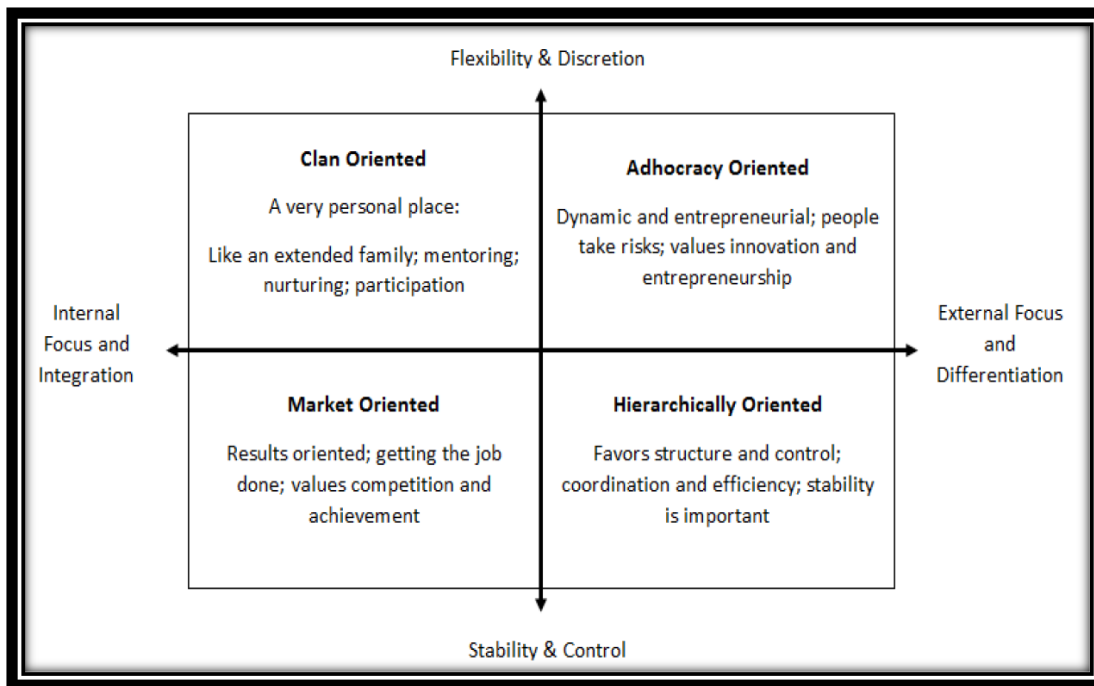 Flexibility & Discretion
Clan Oriented
A very personal place:
Like an extended family; mentoring;
nurturing; participation
Adhocracy Oriented
Dynamic and entrepreneurial; people
take risks; values innovation and
entrepreneurship
Internal
Focus and
Integration
External Focus
and
Differentiation
Market Oriented
Results oriented; getting the job
done; values competition and
achievement
Hierarchically Oriented
Favors structure and control;
coordination and efficiency; stability
is important
Stability & Control